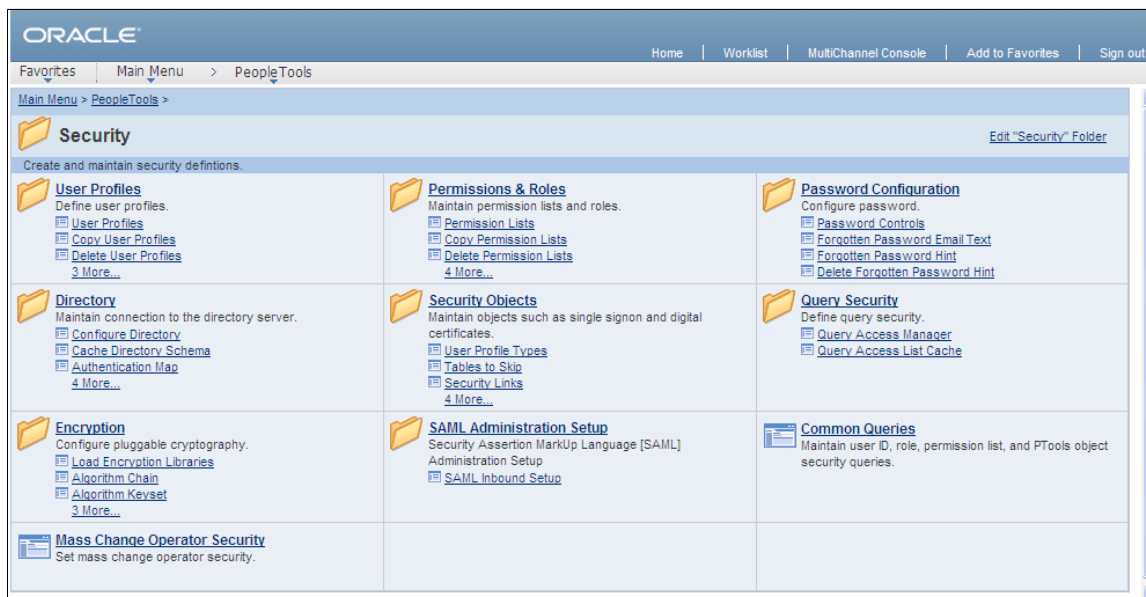 ORACLE
Home | Worklist | MultiChannel Console | Add to Favorites | Sign out
Favorites Main Menu > PeopleTools
Main Menu > PeopleTools >
Security
Edit "Security" Folder
Create and maintain security defintions.
User Profiles
Define user profiles.
User Profiles
Copy User Profiles
Delete User Profiles
3 More...
Permissions & Roles
Maintain permission lists and roles.
Permission Lists
Copy Permission Lists
Delete Permission Lists
4 More...
Password Configuration
Configure password.
Password Controls
Forgotten Password Email Text
Forgotten Password Hint
Delete Forgotten Password Hint
Directory
Maintain connection to the directory server.
Configure Directory
Cache Directory Schema
Authentication Map
4 More...
Security Objects
Maintain objects such as single signon and digital
certificates.
User Profile Types
Tables to Skip
Security Links
4 More...
Query Security
Define query security.
Query Access Manager
Query Access List Cache
Encryption
Configure pluggable cryptography.
Load Encryption Libraries
Algorithm Chain
Algorithm Keyset
3 More...
SAML Administration Setup
Security Assertion MarkUp Language [SAML]
Administration Setup
SAML Inbound Setup
Common Queries
Maintain user ID, role, permission list, and PTools object
security queries.
Mass Change Operator Security
Set mass change operator security.